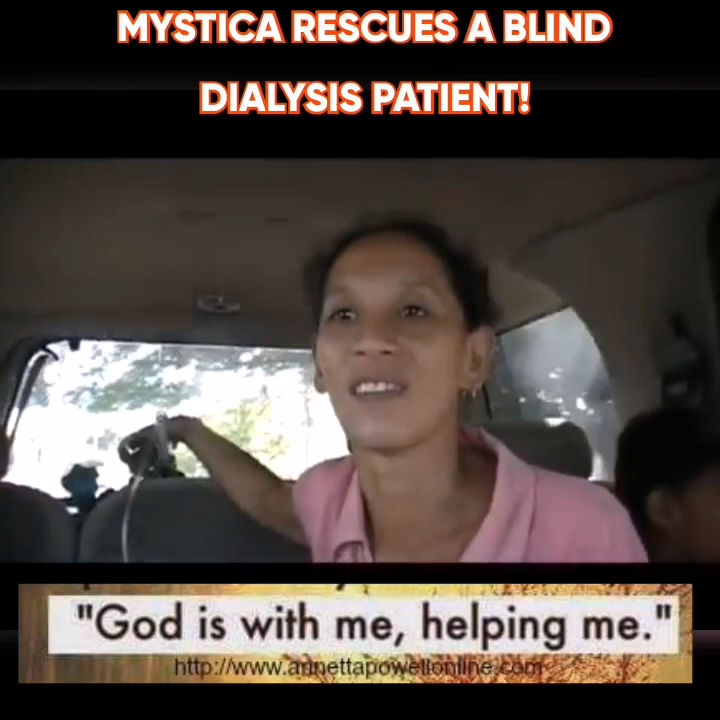 MYSTICA RESCUES A BLIND
DIALYSIS PATIENT!
"God is with me, helping me."
http://www.annettapowellonline.com